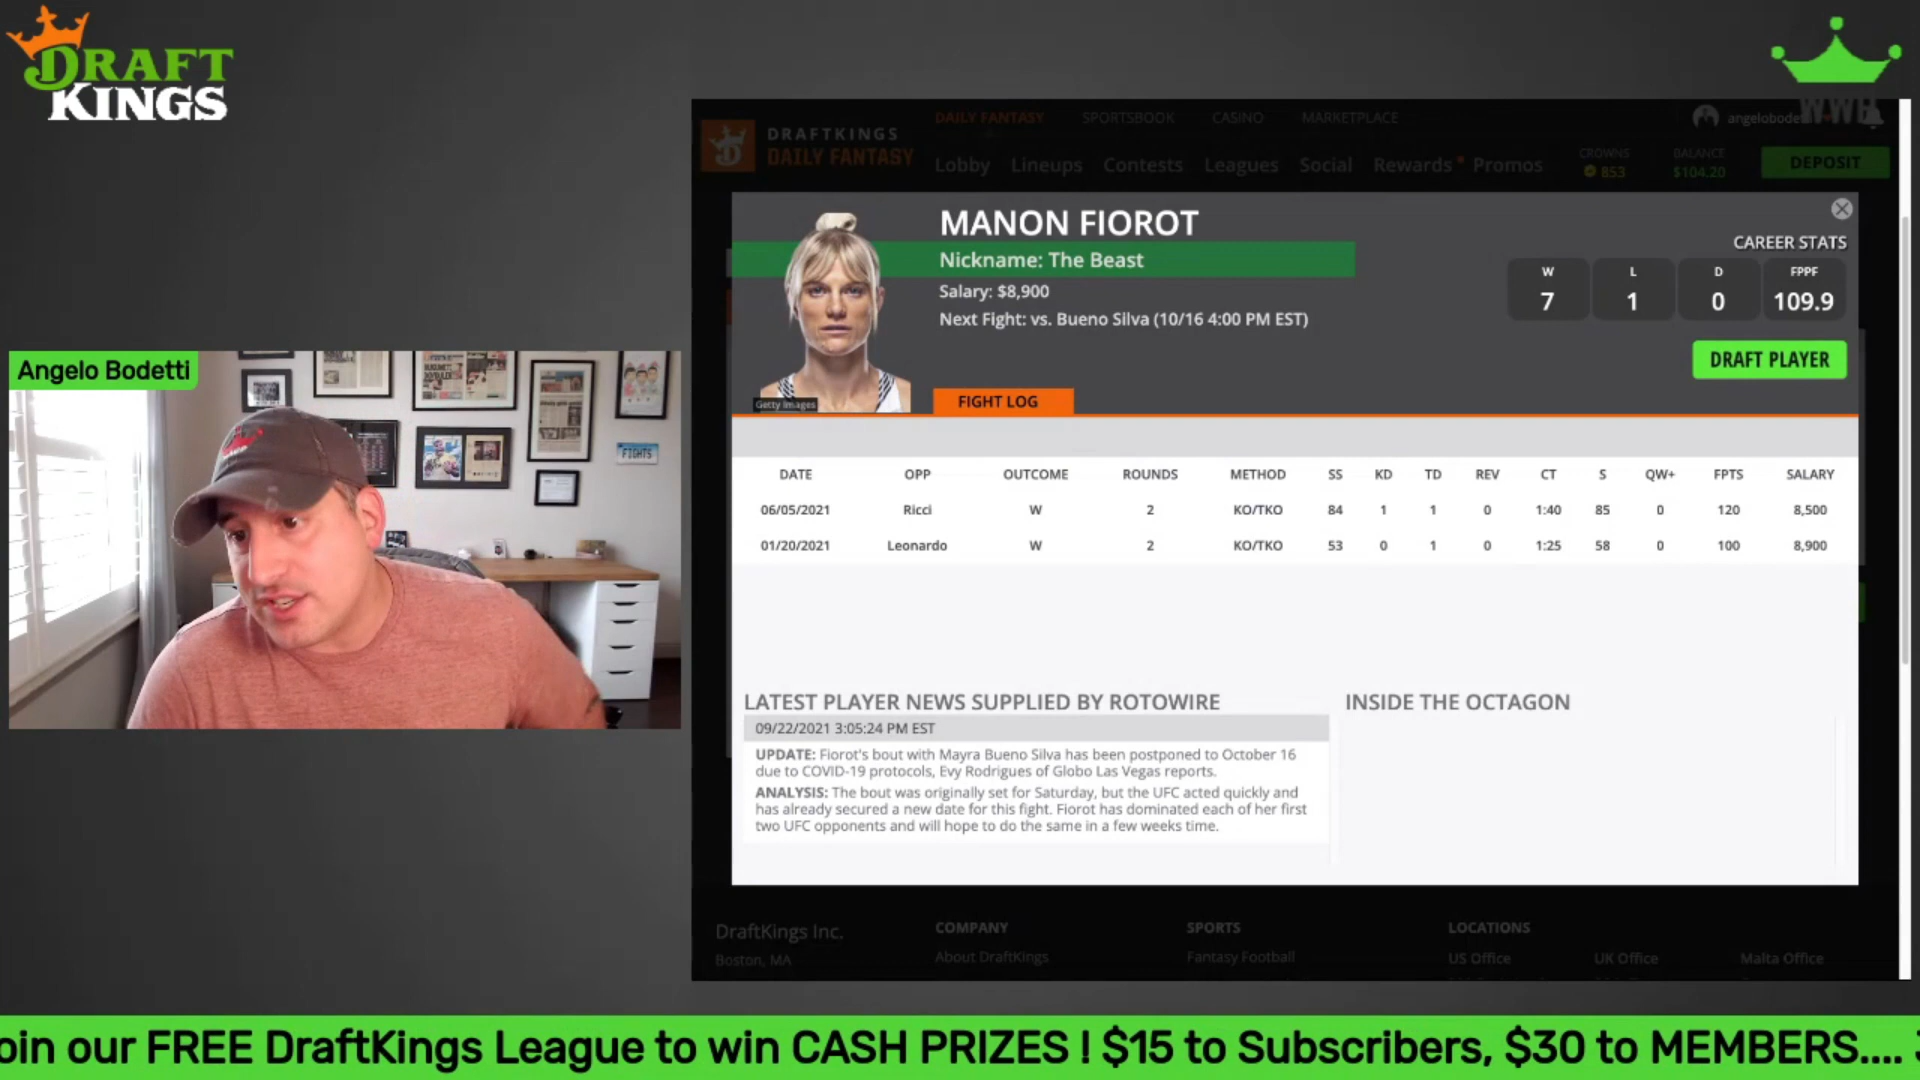 DRAFT
KINGS
Angelo Bodetti
FIGHTS
DRAFTKINGS
DAILY FANTASY
DAILY FANTASY SPORTSBOOK CASINO MARKETPLACE
Lobby Lineups Contests Leagues Social Rewards Promos
CROWNS
853
BALANCE
$104.20
DEPOSIT
MANON FIOROT
Nickname: The Beast
Salary: $8,900
Next Fight: vs. Bueno Silva (10/16 4:00 PM EST)
Getty Images
CAREER STATS
W L D FPPF
7 1 0 109.9
DRAFT PLAYER
FIGHT LOG
DATE OPP OUTCOME ROUNDS METHOD SS KD TD REV CT S QW+ FPTS SALARY
06/05/2021 Ricci W 2 KO/TKO 84 1 1 0 1:40 85 0 120 8,500
01/20/2021 Leonardo W 2 KO/TKO 53 0 1 0 1:25 58 0 100 8,900
LATEST PLAYER NEWS SUPPLIED BY ROTOWIRE
09/22/2021 3:05:24 PM EST
UPDATE: Fiorot's bout with Mayra Bueno Silva has been postponed to October 16
due to COVID-19 protocols, Evy Rodrigues of Globo Las Vegas reports.
ANALYSIS: The bout was originally set for Saturday, but the UFC acted quickly and
has already secured a new date for this fight. Fiorot has dominated each of her first
two UFC opponents and will hope to do the same in a few weeks time.
INSIDE THE OCTAGON
DraftKings Inc.
Boston, MA
COMPANY
About DraftKings
SPORTS
Fantasy Football
LOCATIONS
US Office UK Office Malta Office
oin our FREE DraftKings League to win CASH PRIZES ! $15 to Subscribers, $30 to MEMBERS....